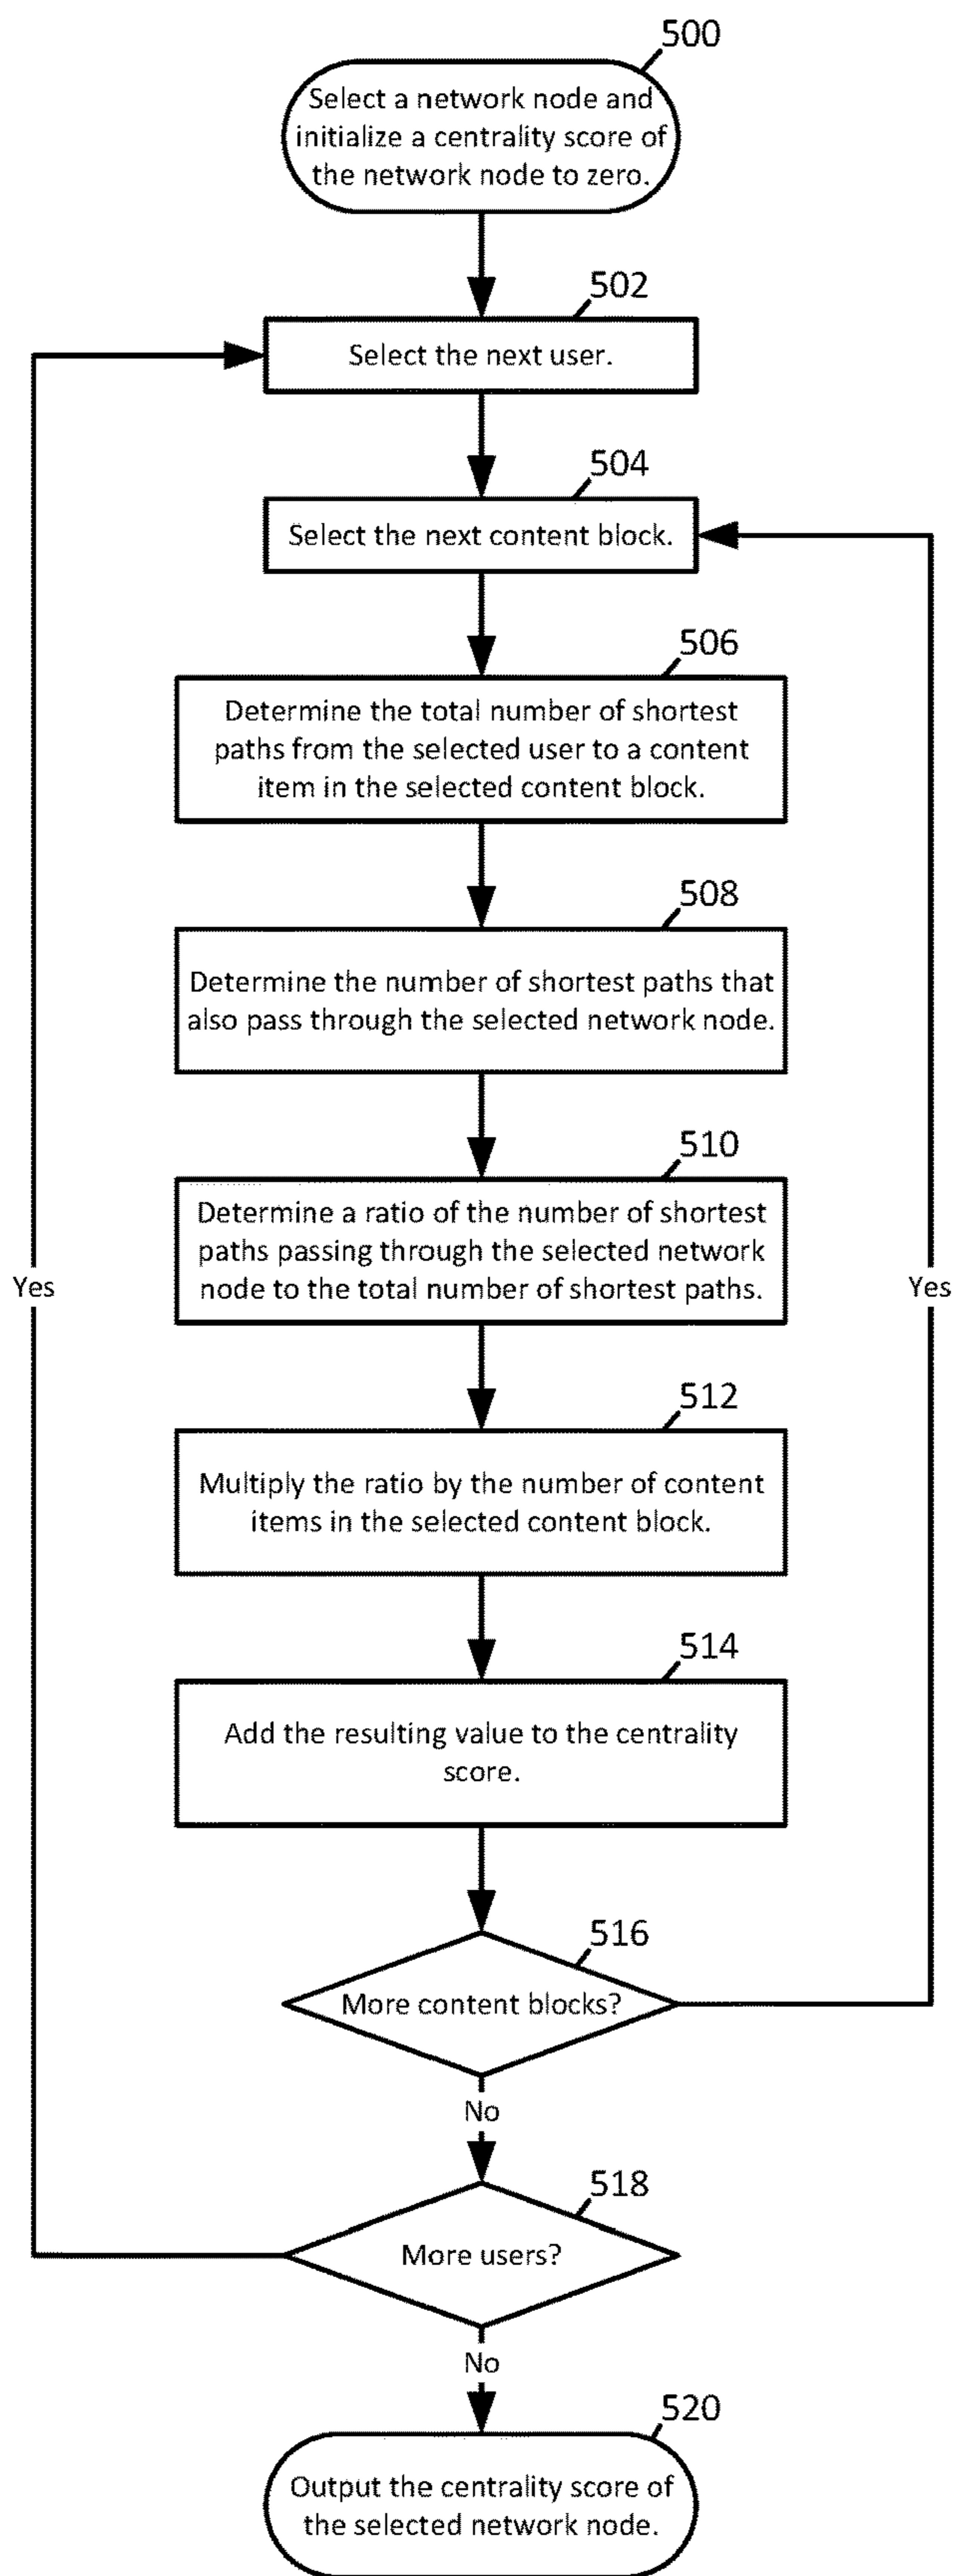 500
Select a network node and
initialize a centrality score of
the network node to zero.
502
Select the next user.
504
Select the next content block.
506
Determine the total number of shortest
paths from the selected user to a content
item in the selected content block.
508
Determine the number of shortest paths that
also pass through the selected network node.
510
Determine a ratio of the number of shortest
paths passing through the selected network
node to the total number of shortest paths.
Yes
Yes
512
Multiply the ratio by the number of content
items in the selected content block.
514
Add the resulting value to the centrality
score.
516
More content blocks?
No
518
More users?
No
520
Output the centrality score of
the selected network node.